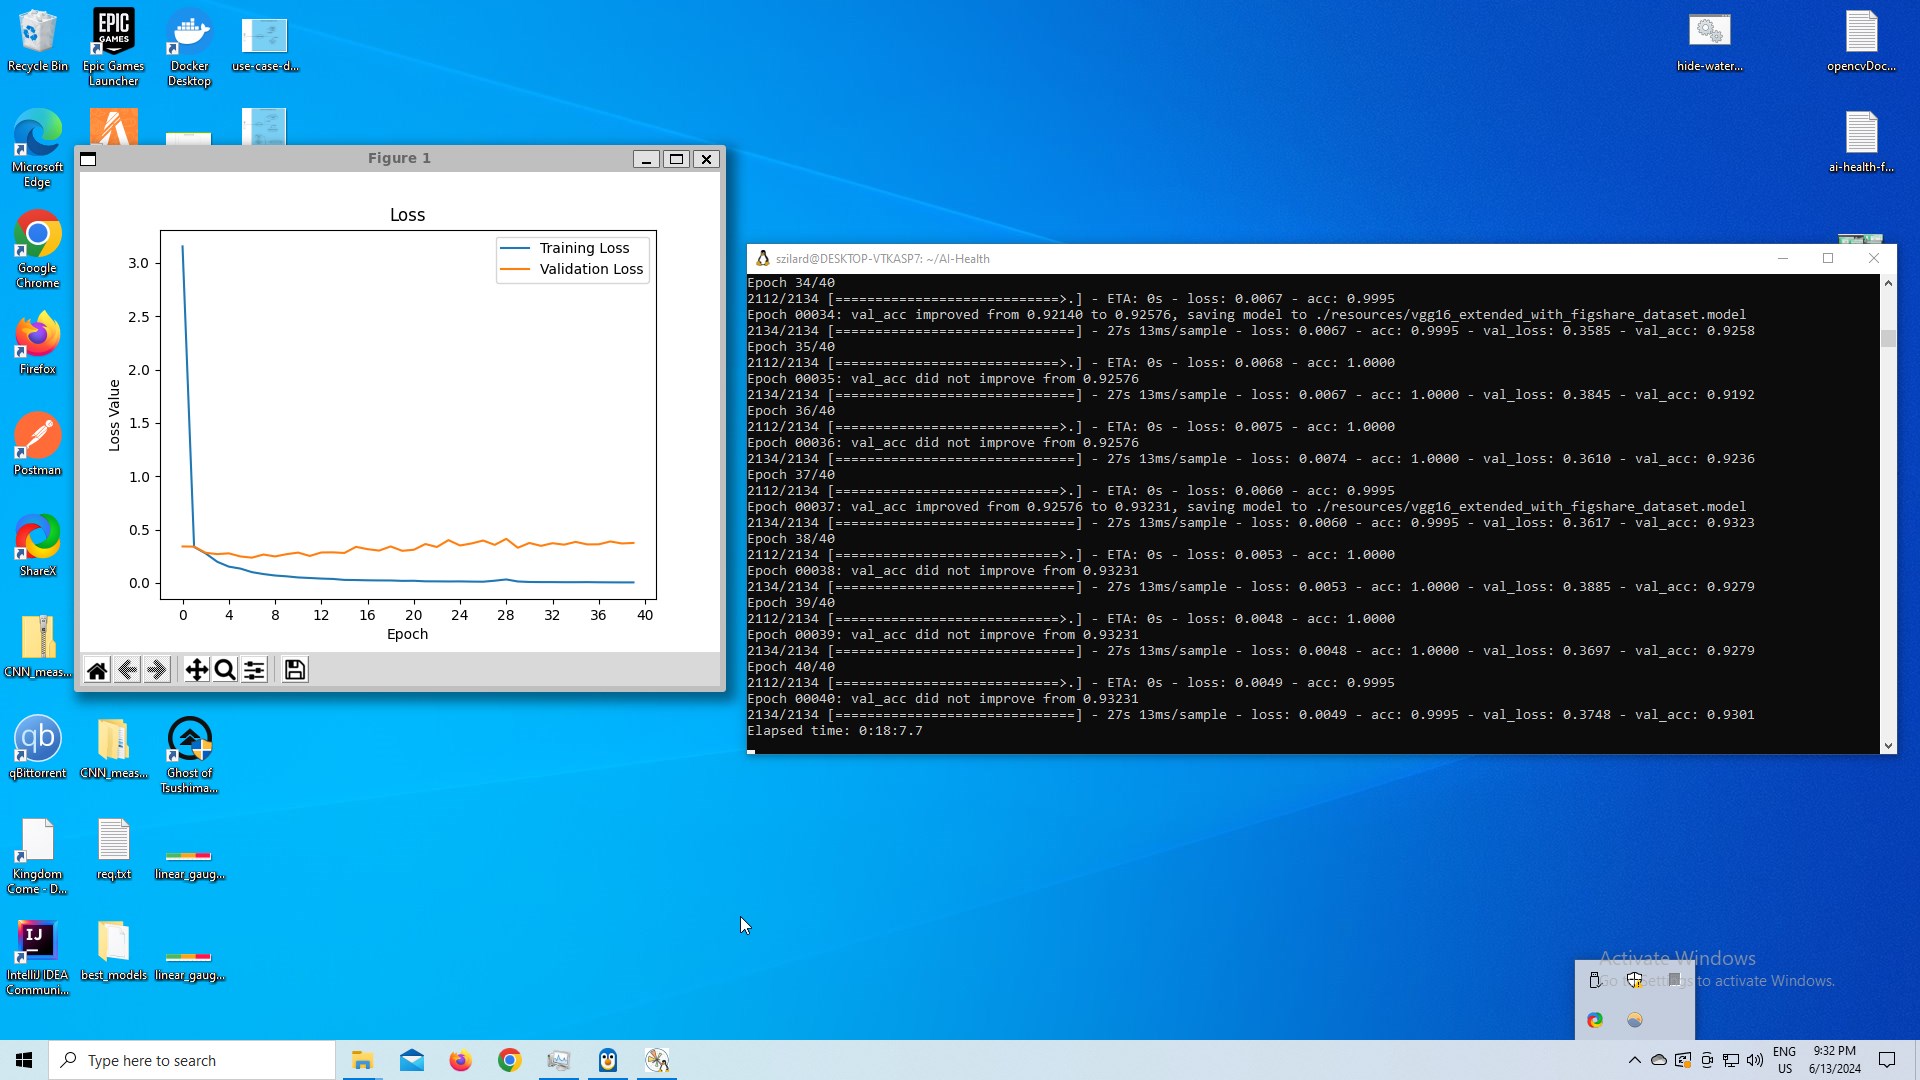 Recycle Bin
EPIC GAMES
Epic Games Launcher
Docker Desktop
use-case-d...
hide-water...
opencvDoc...
Microsoft Edge
ai-health-f...
Google Chrome
Firefox
Postman
ShareX
CNN_meas...
qBittorrent
qb
CNN_meas...
Ghost of Tsushima...
Kingdom Come - D...
req.txt
linear_gaug...
IJ
IntelliJ IDEA Communi...
best_models
linear_gaug...
Figure 1
Loss
Training Loss
Validation Loss
Loss Value
3.0
2.5
2.0
1.5
1.0
0.5
0.0
0 4 8 12 16 20 24 28 32 36 40
Epoch
szilard@DESKTOP-VTKASP7: ~/AI-Health
Epoch 34/40
2112/2134 [============================>.] - ETA: 0s - loss: 0.0067 - acc: 0.9995
Epoch 00034: val_acc improved from 0.92140 to 0.92576, saving model to ./resources/vgg16_extended_with_figshare_dataset.model
2134/2134 [==============================] - 27s 13ms/sample - loss: 0.0067 - acc: 0.9995 - val_loss: 0.3585 - val_acc: 0.9258
Epoch 35/40
2112/2134 [============================>.] - ETA: 0s - loss: 0.0068 - acc: 1.0000
Epoch 00035: val_acc did not improve from 0.92576
2134/2134 [==============================] - 27s 13ms/sample - loss: 0.0067 - acc: 1.0000 - val_loss: 0.3845 - val_acc: 0.9192
Epoch 36/40
2112/2134 [============================>.] - ETA: 0s - loss: 0.0075 - acc: 1.0000
Epoch 00036: val_acc did not improve from 0.92576
2134/2134 [==============================] - 27s 13ms/sample - loss: 0.0074 - acc: 1.0000 - val_loss: 0.3610 - val_acc: 0.9236
Epoch 37/40
2112/2134 [============================>.] - ETA: 0s - loss: 0.0060 - acc: 0.9995
Epoch 00037: val_acc improved from 0.92576 to 0.93231, saving model to ./resources/vgg16_extended_with_figshare_dataset.model
2134/2134 [==============================] - 27s 13ms/sample - loss: 0.0060 - acc: 0.9995 - val_loss: 0.3617 - val_acc: 0.9323
Epoch 38/40
2112/2134 [============================>.] - ETA: 0s - loss: 0.0053 - acc: 1.0000
Epoch 00038: val_acc did not improve from 0.93231
2134/2134 [==============================] - 27s 13ms/sample - loss: 0.0053 - acc: 1.0000 - val_loss: 0.3885 - val_acc: 0.9279
Epoch 39/40
2112/2134 [============================>.] - ETA: 0s - loss: 0.0048 - acc: 1.0000
Epoch 00039: val_acc did not improve from 0.93231
2134/2134 [==============================] - 27s 13ms/sample - loss: 0.0048 - acc: 1.0000 - val_loss: 0.3697 - val_acc: 0.9279
Epoch 40/40
2112/2134 [============================>.] - ETA: 0s - loss: 0.0049 - acc: 0.9995
Epoch 00040: val_acc did not improve from 0.93231
2134/2134 [==============================] - 27s 13ms/sample - loss: 0.0049 - acc: 0.9995 - val_loss: 0.3748 - val_acc: 0.9301
Elapsed time: 0:18:7.7
Activate Windows
Go to Settings to activate Windows.
Type here to search
ENG
US
9:32 PM
6/13/2024